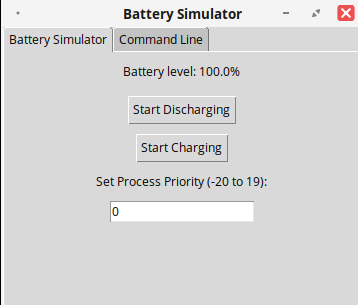 Battery Simulator
Battery Simulator Command Line
Battery level: 100.0%
Start Discharging
Start Charging
Set Process Priority (-20 to 19):
0